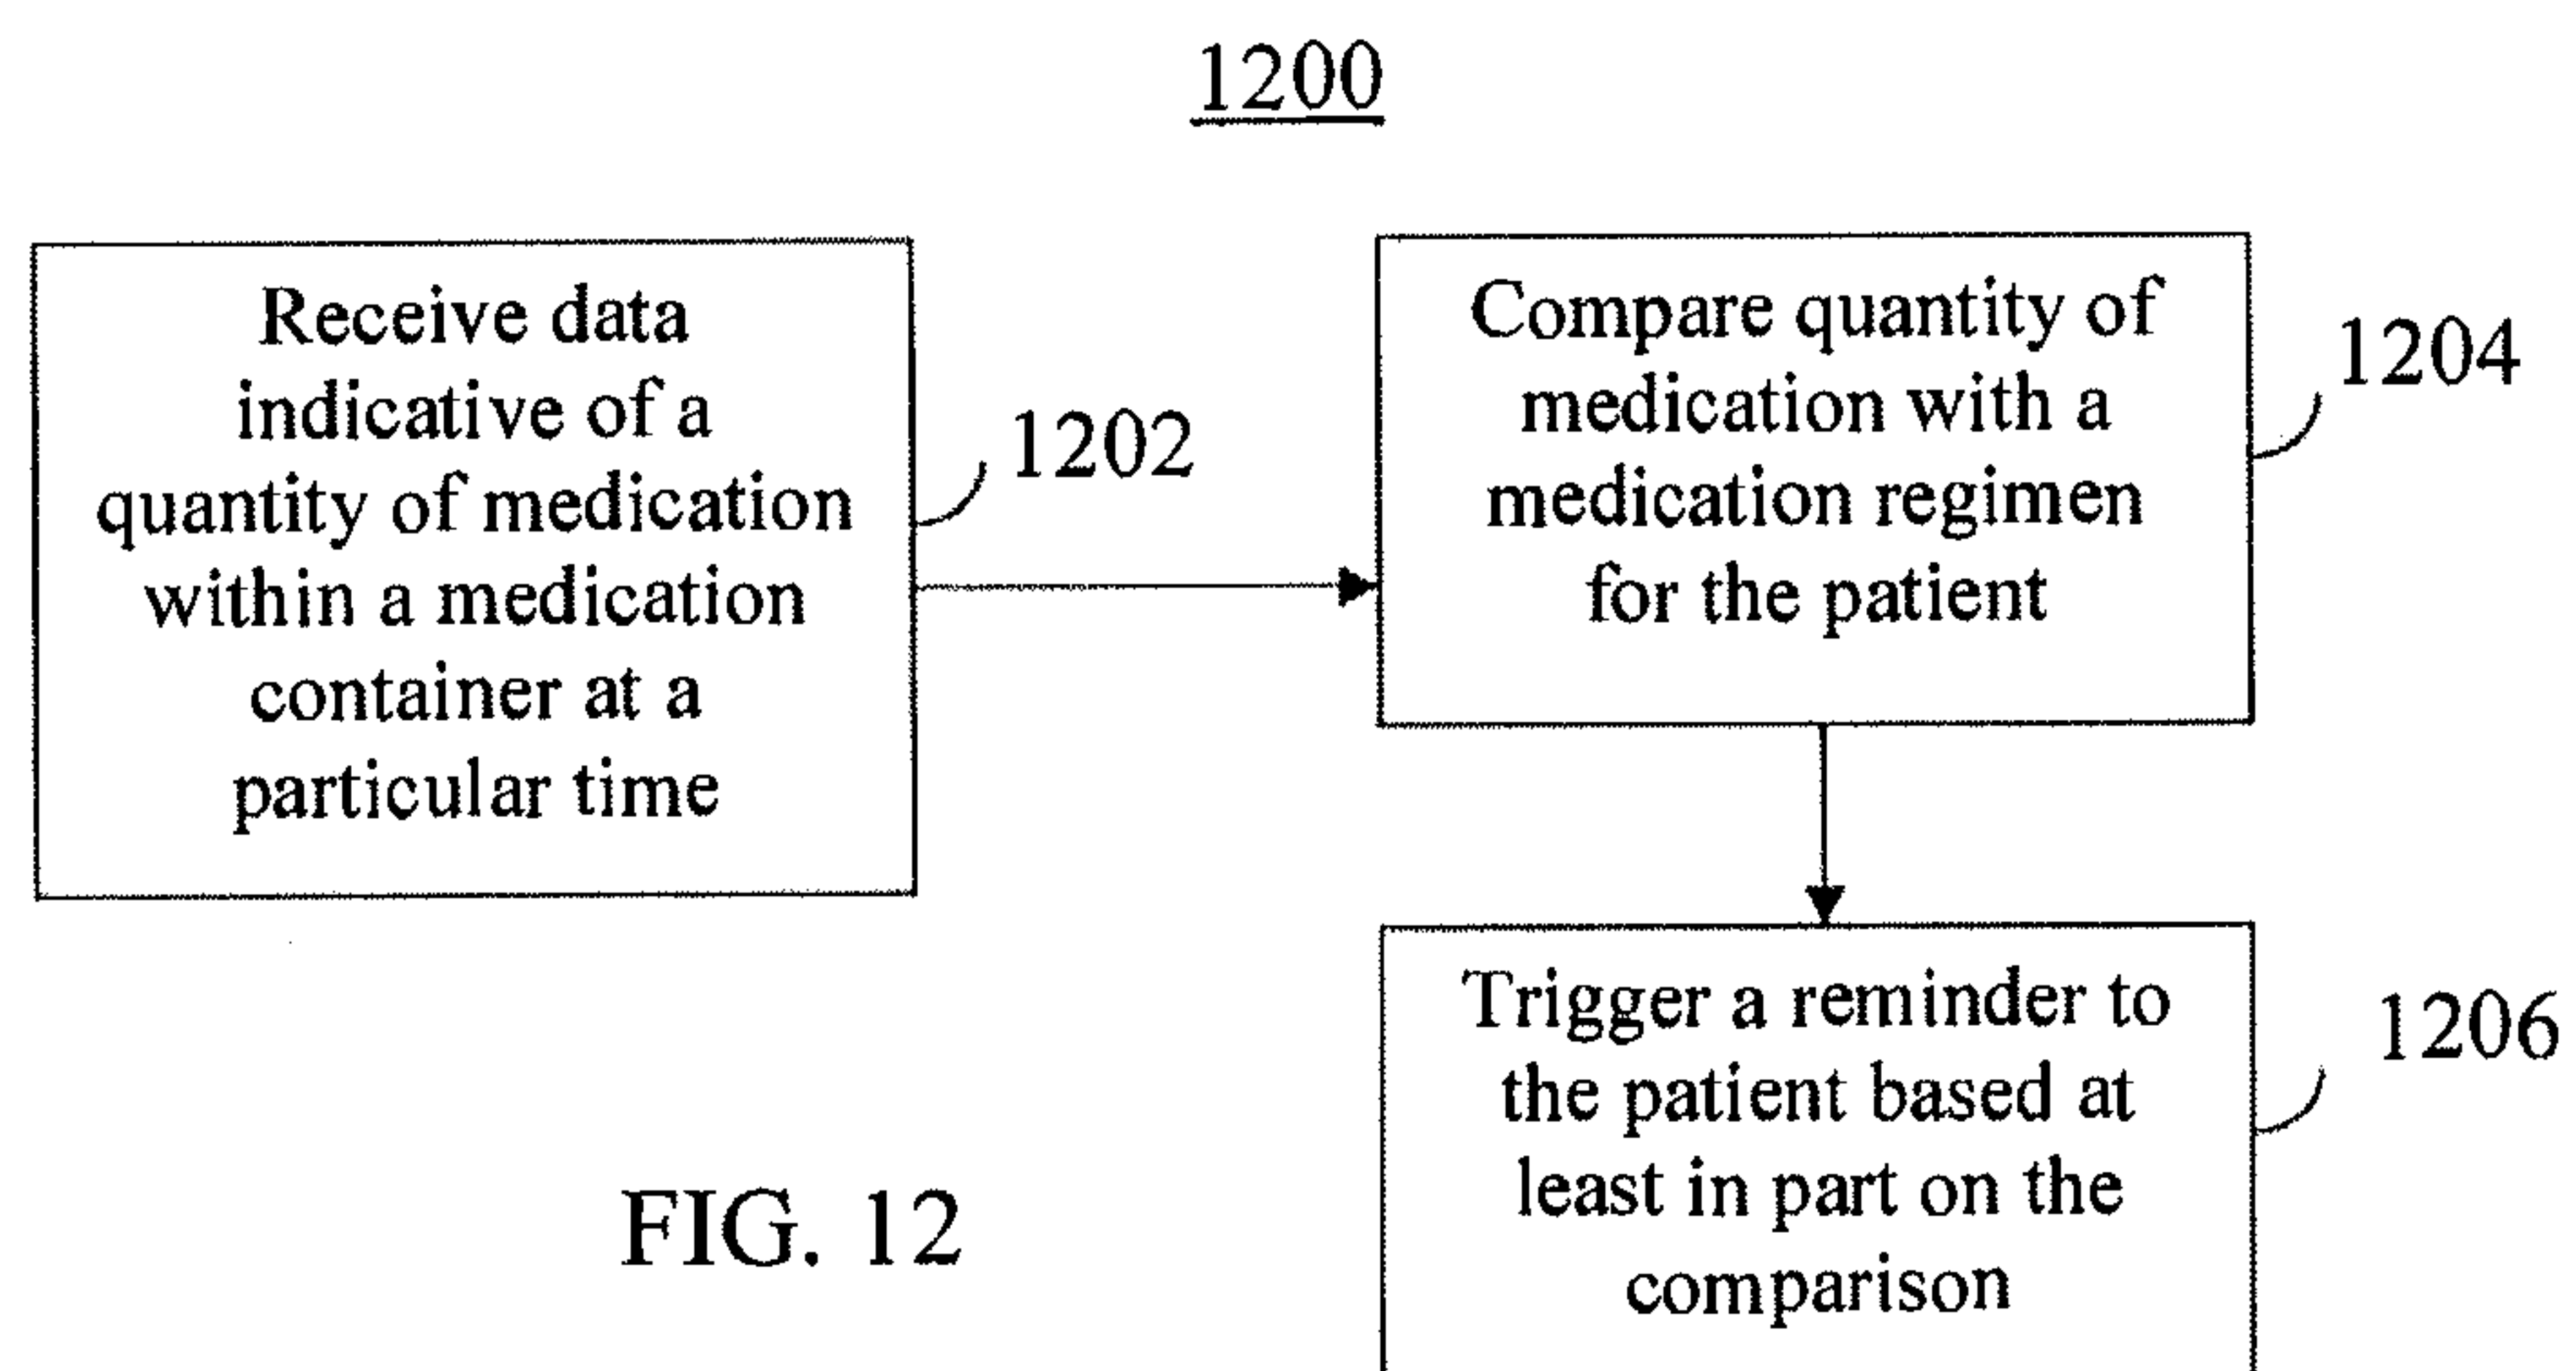 1200
Receive data
indicative of a
quantity of medication
within a medication
container at a
particular time
1202
Compare quantity of
medication with a
medication regimen
for the patient
1204
Trigger a reminder to
the patient based at
least in part on the
comparison
1206
FIG. 12